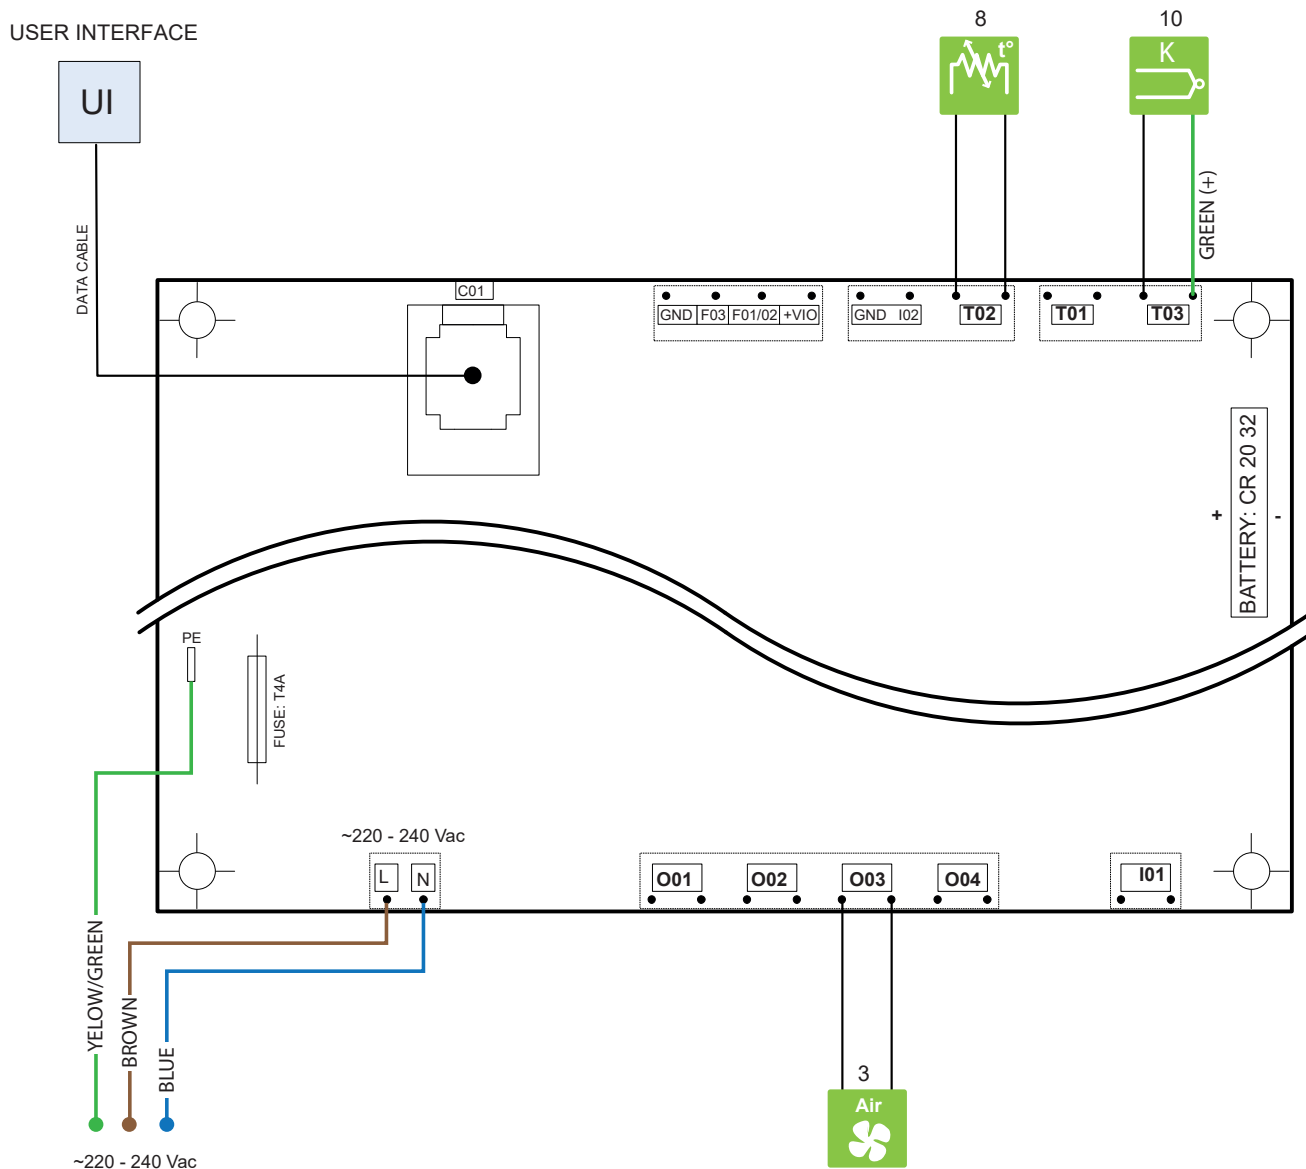 USER INTERFACE
UI
DATA CABLE
8
t°
10
K
GREEN (+)
C01
GND F03 F01/02 +VIO
GND I02 T02
T01 T03
BATTERY: CR 20 32
+ -
PE
FUSE: T4A
~220 - 240 Vac
L N
O01 O02 O03 O04
I01
YELOW/GREEN
BROWN
BLUE
~220 - 240 Vac
3
Air